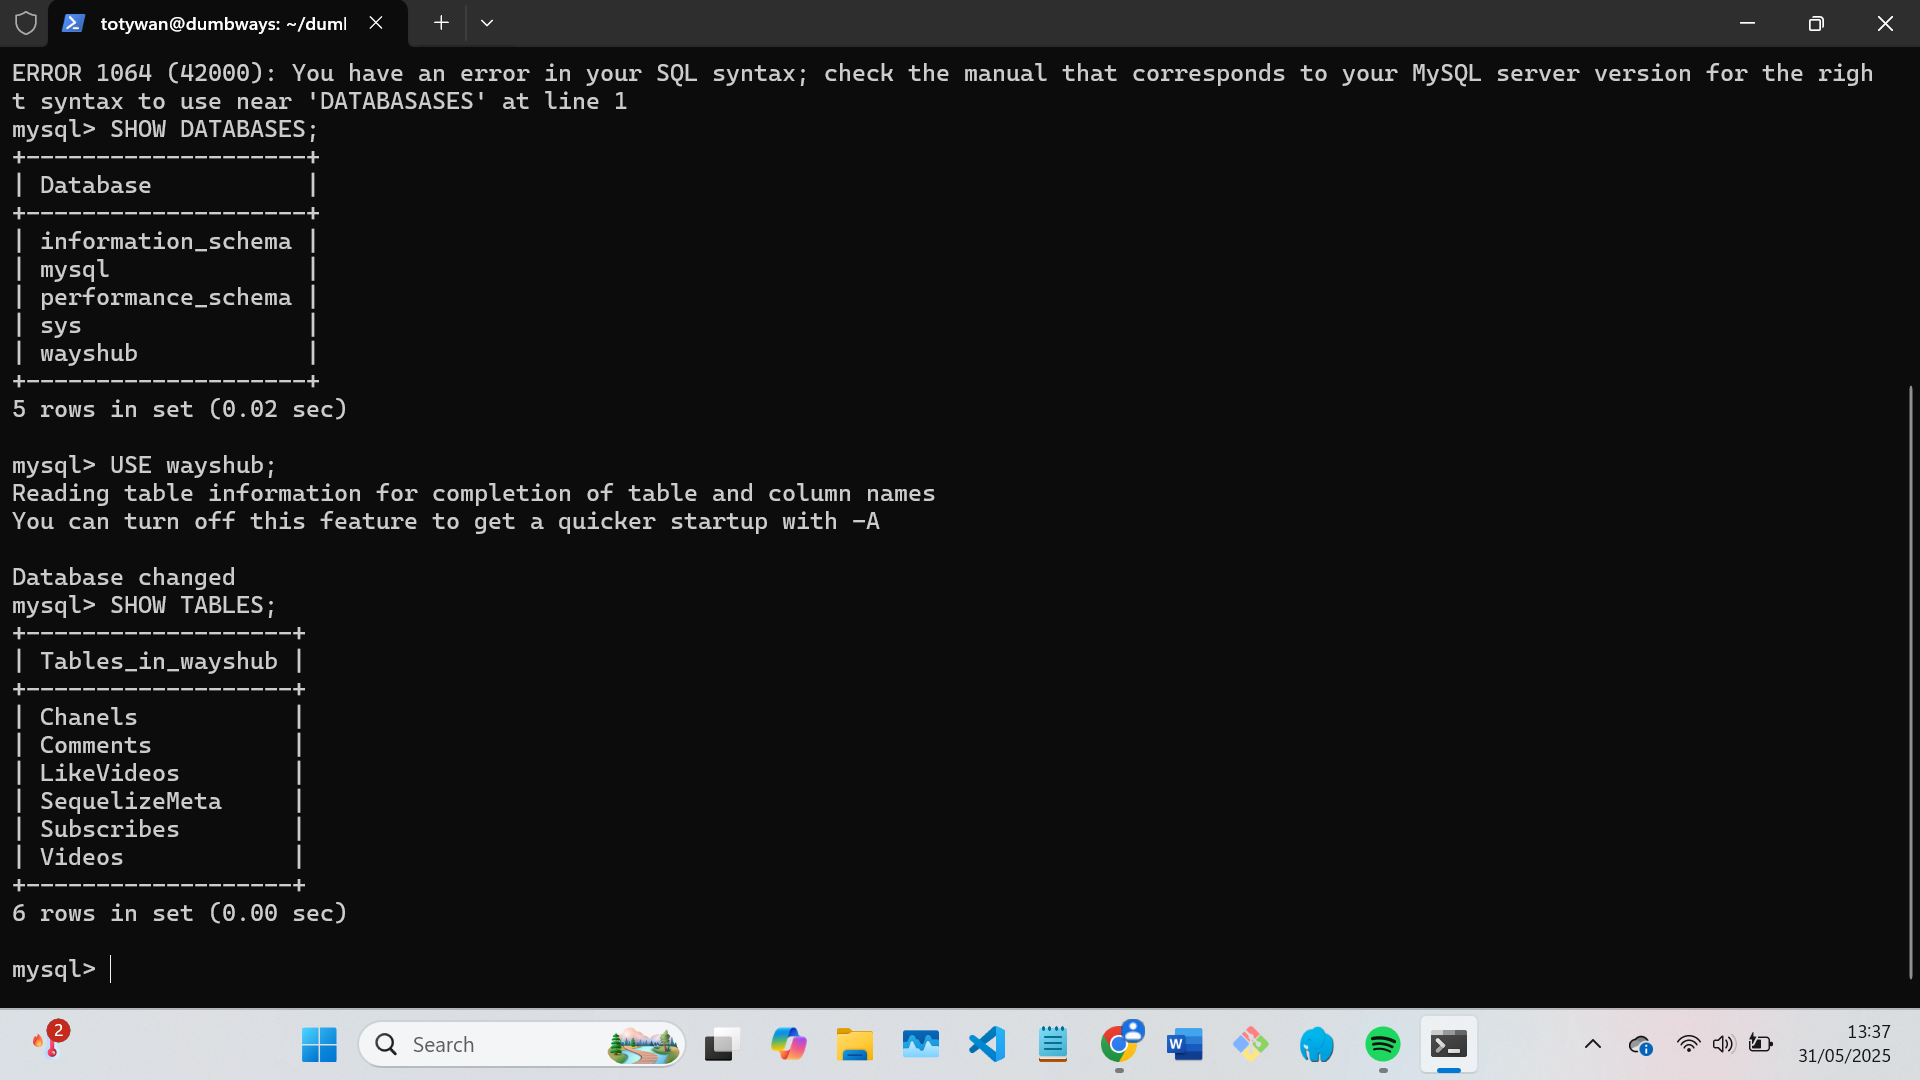 totywan@dumbways: ~/duml
ERROR 1064 (42000): You have an error in your SQL syntax; check the manual that corresponds to your MySQL server version for the righ
t syntax to use near 'DATABASASES' at line 1
mysql> SHOW DATABASES;
+--------------------+
| Database           |
+--------------------+
| information_schema |
| mysql              |
| performance_schema |
| sys                |
| wayshub            |
+--------------------+
5 rows in set (0.02 sec)
mysql> USE wayshub;
Reading table information for completion of table and column names
You can turn off this feature to get a quicker startup with -A
Database changed
mysql> SHOW TABLES;
+-------------------+
| Tables_in_wayshub |
+-------------------+
| Chanels           |
| Comments          |
| LikeVideos        |
| SequelizeMeta     |
| Subscribes        |
| Videos            |
+-------------------+
6 rows in set (0.00 sec)
mysql>
2
Search
W
13:37
31/05/2025